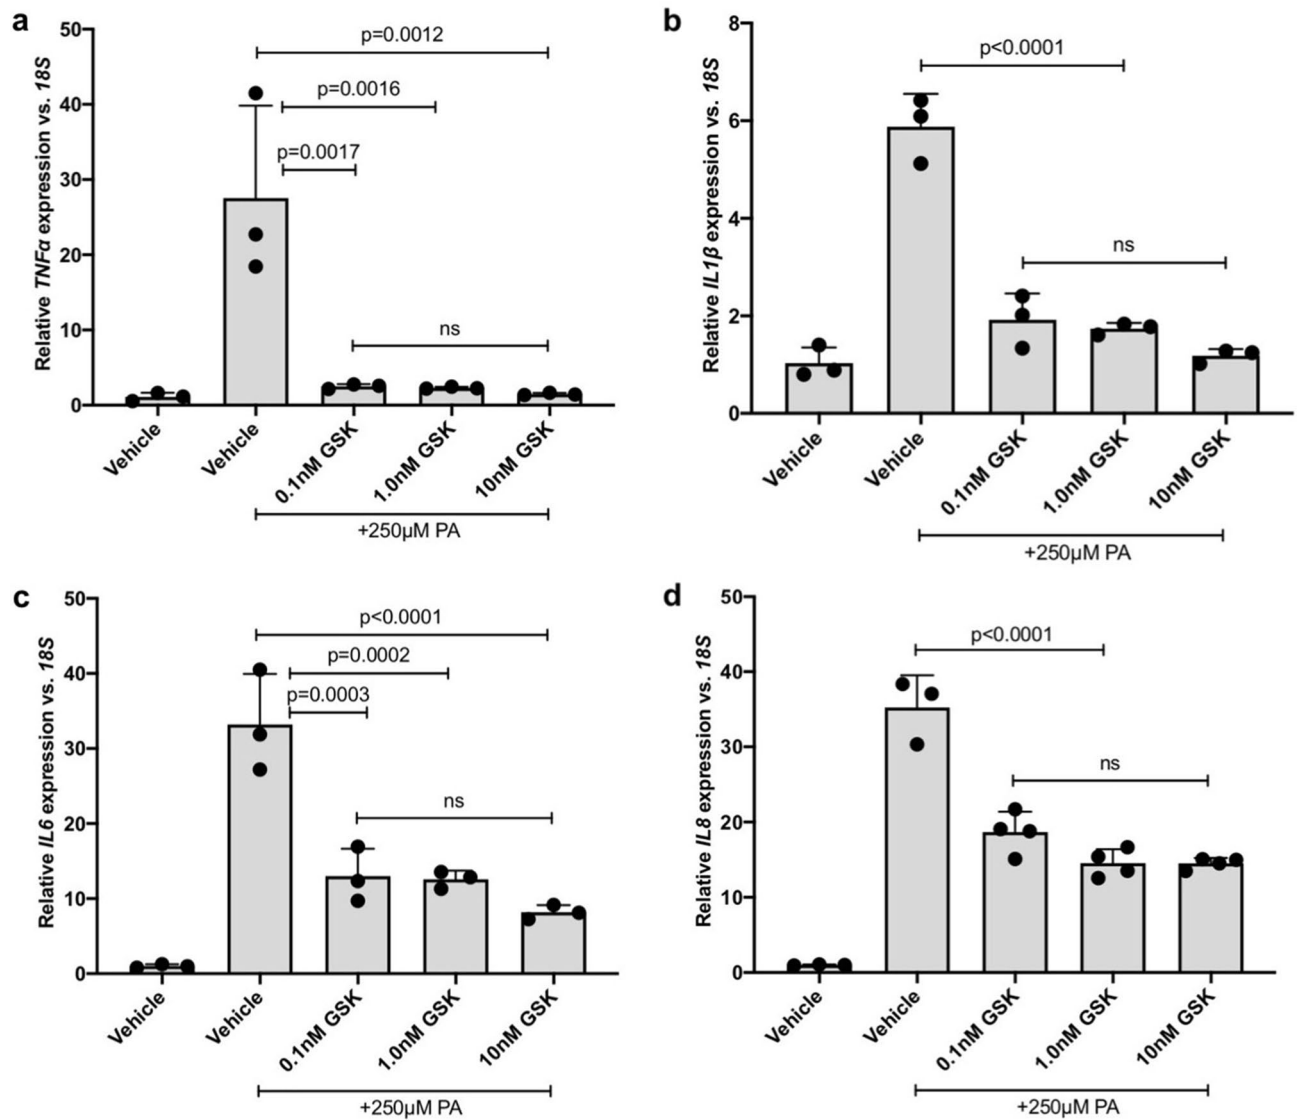 a
50
40
30
20
10
0
Relative TNFα expression vs. 18S
p=0.0012
p=0.0016
p=0.0017
ns
Vehicle
Vehicle
0.1nM GSK
1.0nM GSK
10nM GSK
+250μM PA
b
8
6
4
2
0
Relative IL1β expression vs. 18S
p<0.0001
ns
Vehicle
Vehicle
0.1nM GSK
1.0nM GSK
10nM GSK
+250μM PA
c
50
40
30
20
10
0
Relative IL6 expression vs. 18S
p<0.0001
p=0.0002
p=0.0003
ns
Vehicle
Vehicle
0.1nM GSK
1.0nM GSK
10nM GSK
+250μM PA
d
50
40
30
20
10
0
Relative IL8 expression vs. 18S
p<0.0001
ns
Vehicle
Vehicle
0.1nM GSK
1.0nM GSK
10nM GSK
+250μM PA